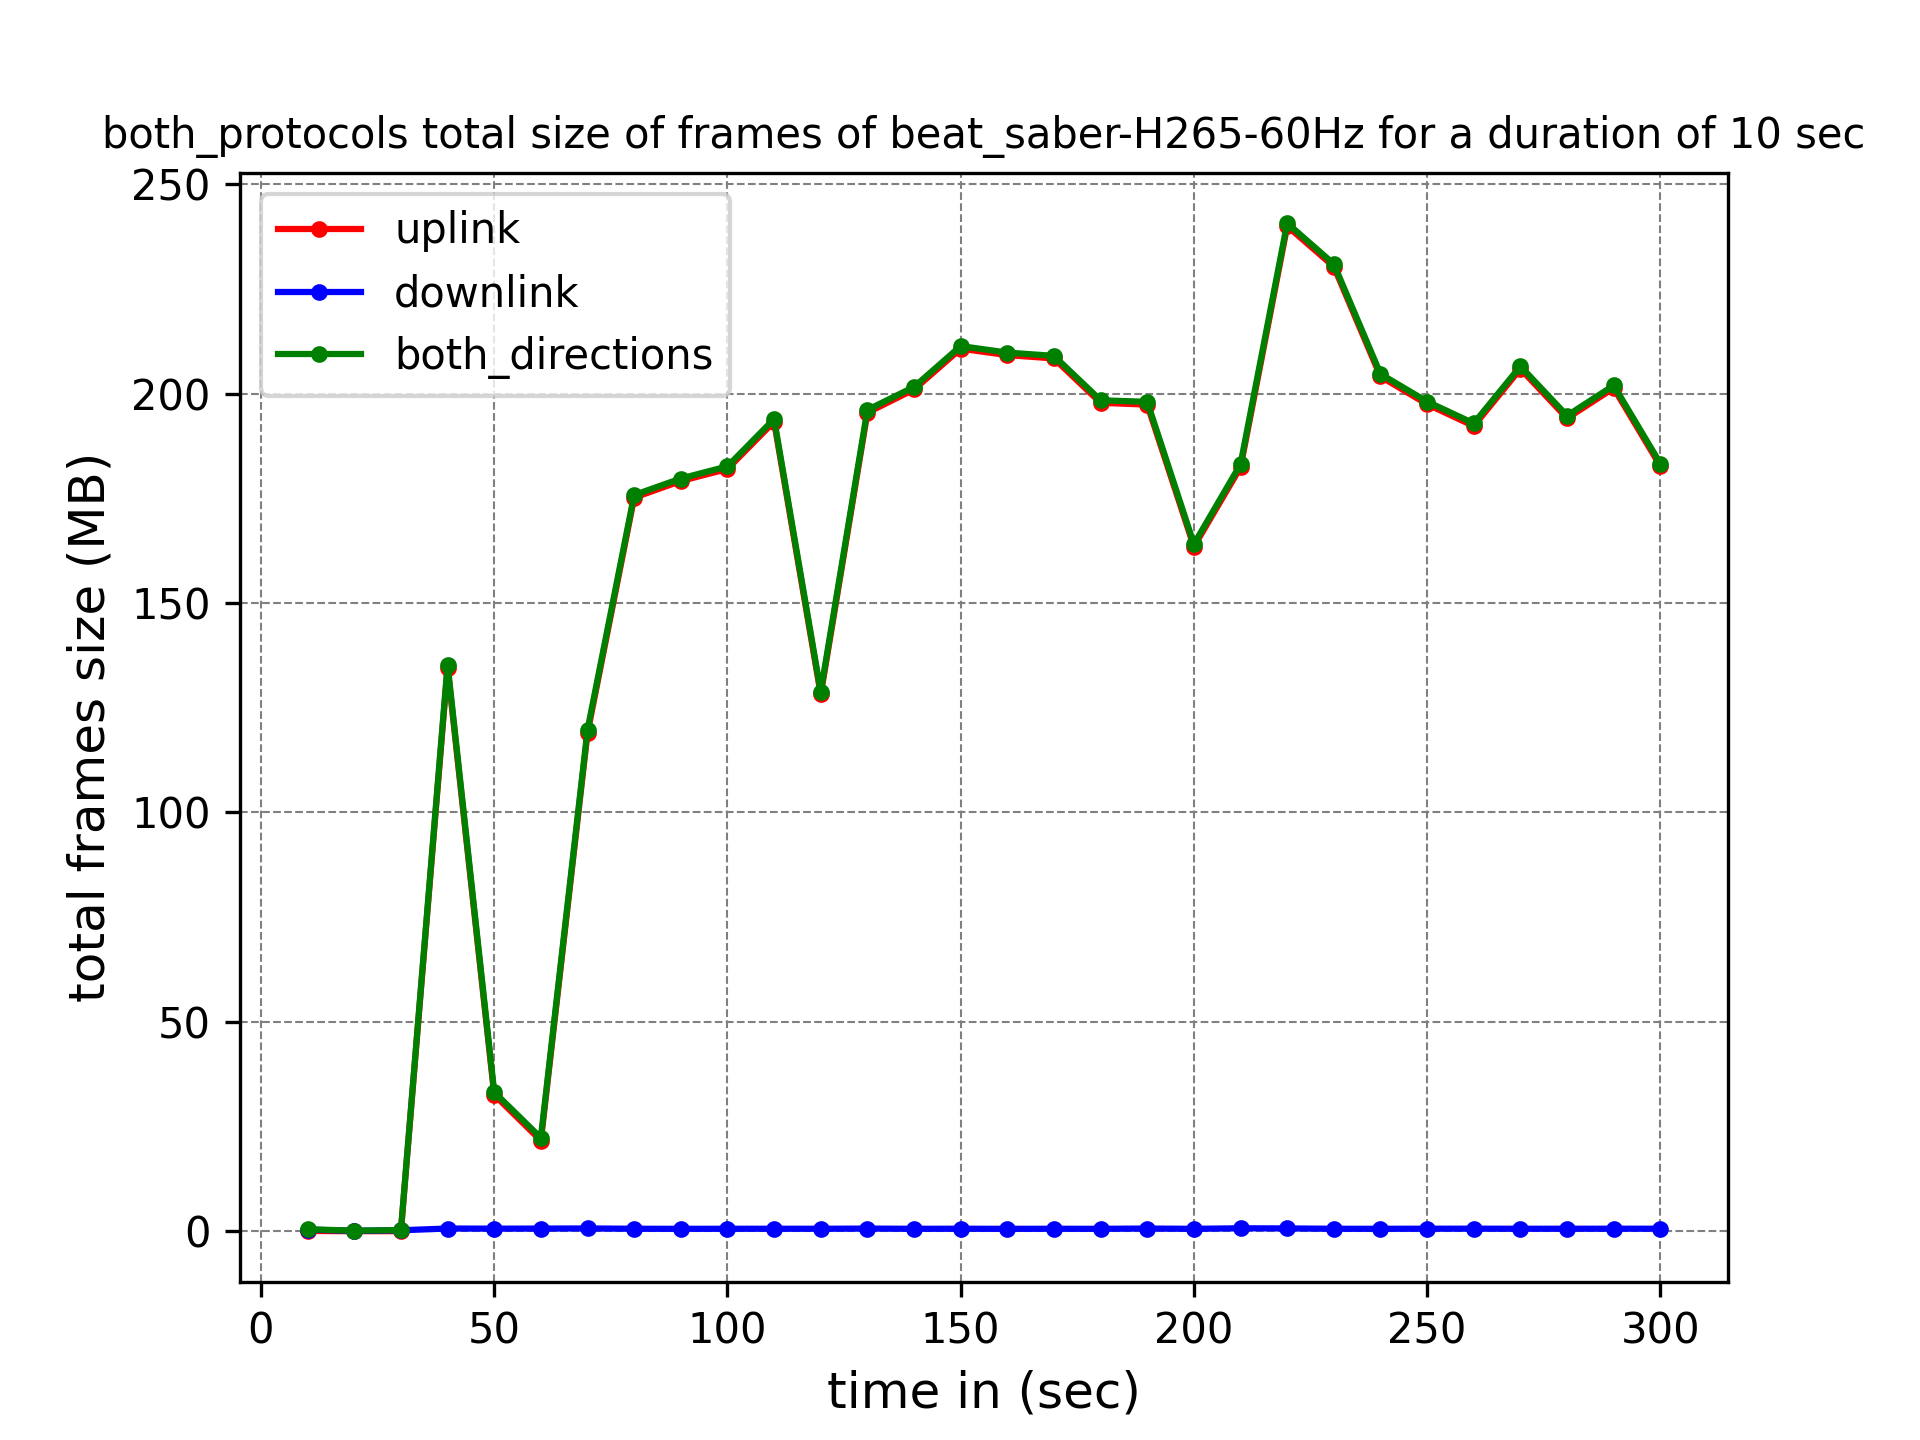 both_protocols total size of frames of beat_saber-H265-60Hz for a duration of 10 sec
250
200
150
100
50
0
total frames size (MB)
uplink
downlink
both_directions
0 50 100 150 200 250 300
time in (sec)